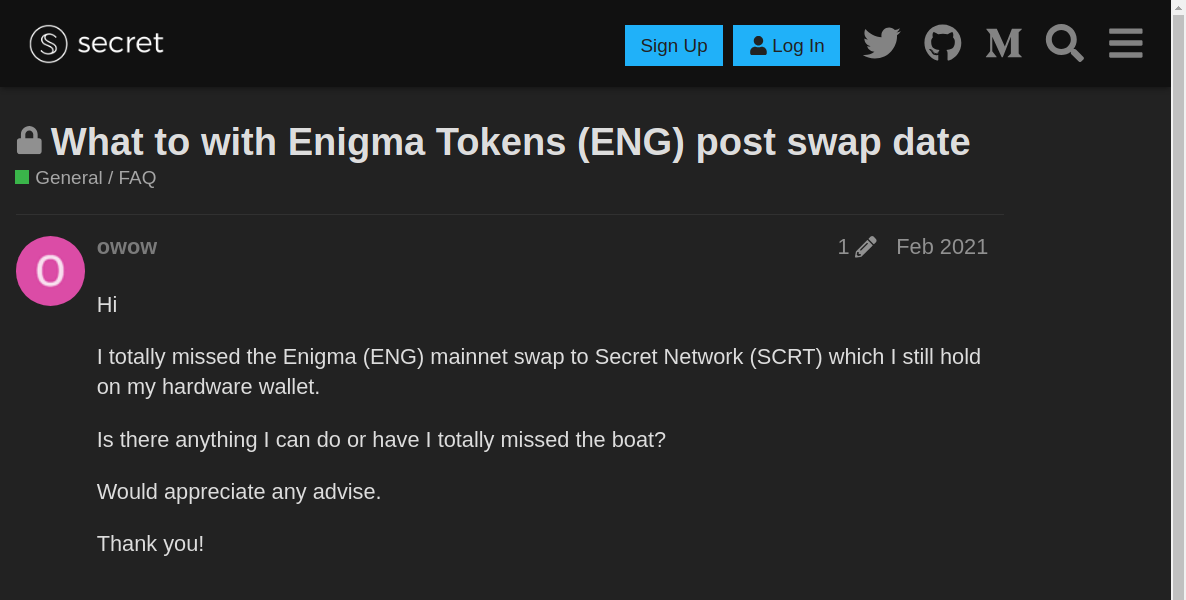 secret
Sign Up
Log In
What to with Enigma Tokens (ENG) post swap date
General / FAQ
O
owow
1
Feb 2021
Hi
I totally missed the Enigma (ENG) mainnet swap to Secret Network (SCRT) which I still hold
on my hardware wallet.
Is there anything I can do or have I totally missed the boat?
Would appreciate any advise.
Thank you!